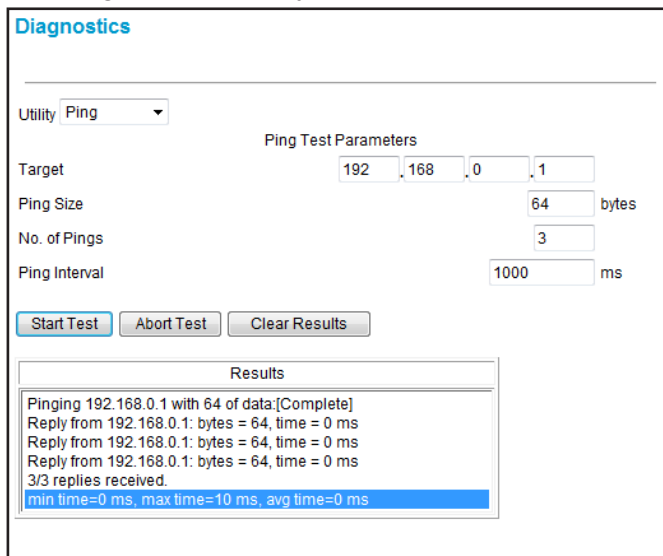 Diagnostics
Utility Ping
Ping Test Parameters
Target 192 . 168 . 0 . 1
Ping Size 64 bytes
No. of Pings 3
Ping Interval 1000 ms
Start Test Abort Test Clear Results
Results
Pinging 192.168.0.1 with 64 of data:[Complete]
Reply from 192.168.0.1: bytes = 64, time = 0 ms
Reply from 192.168.0.1: bytes = 64, time = 0 ms
Reply from 192.168.0.1: bytes = 64, time = 0 ms
3/3 replies received.
min time=0 ms, max time=10 ms, avg time=0 ms